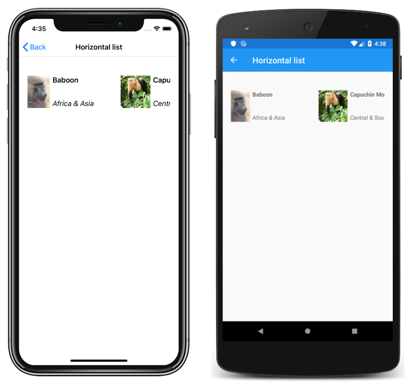 4:35
Back
Horizontal list
Baboon
Capu
Africa & Asia
Centr
4:38
Horizontal list
Baboon
Capuchin Mo
Africa & Asia
Central & Sou